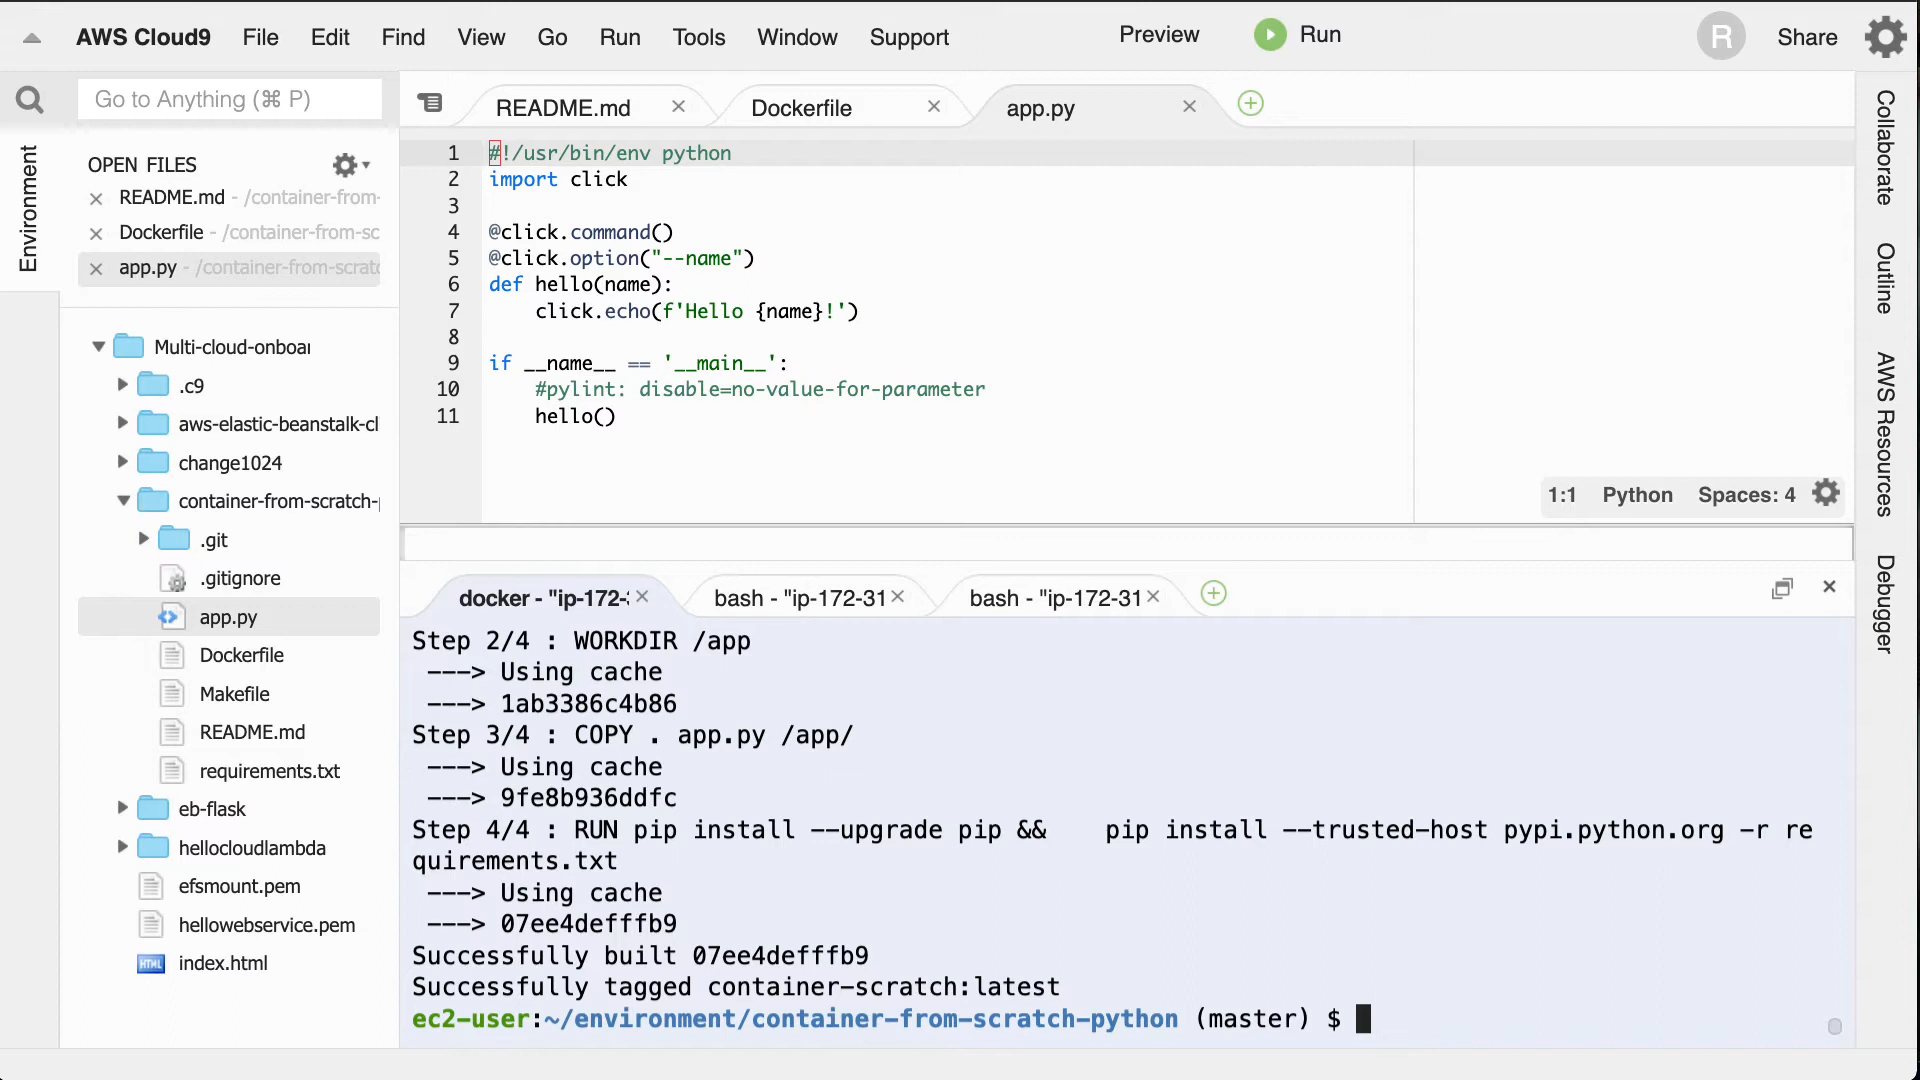 AWS Cloud9 File Edit Find View Go Run Tools Window Support Preview Run R Share
Go to Anything (⌘ P)
Environment
OPEN FILES
README.md - /container-from-
Dockerfile - /container-from-sc
app.py - /container-from-scratc
Multi-cloud-onboar
.c9
aws-elastic-beanstalk-cl
change1024
container-from-scratch-p
.git
.gitignore
app.py
Dockerfile
Makefile
README.md
requirements.txt
eb-flask
hellocloudlambda
efsmount.pem
hellowebservice.pem
HTML index.html
README.md Dockerfile app.py
1 #!/usr/bin/env python
2 import click
3
4 @click.command()
5 @click.option("--name")
6 def hello(name):
7 click.echo(f'Hello {name}!')
8
9 if __name__ == '__main__':
10 #pylint: disable=no-value-for-parameter
11 hello()
1:1 Python Spaces: 4
docker - "ip-172-3 bash - "ip-172-31 bash - "ip-172-31
Step 2/4 : WORKDIR /app
---> Using cache
---> 1ab3386c4b86
Step 3/4 : COPY . app.py /app/
---> Using cache
---> 9fe8b936ddfc
Step 4/4 : RUN pip install --upgrade pip && pip install --trusted-host pypi.python.org -r re
quirements.txt
---> Using cache
---> 07ee4defffb9
Successfully built 07ee4defffb9
Successfully tagged container-scratch:latest
ec2-user:~/environment/container-from-scratch-python (master) $
Collaborate
Outline
AWS Resources
Debugger